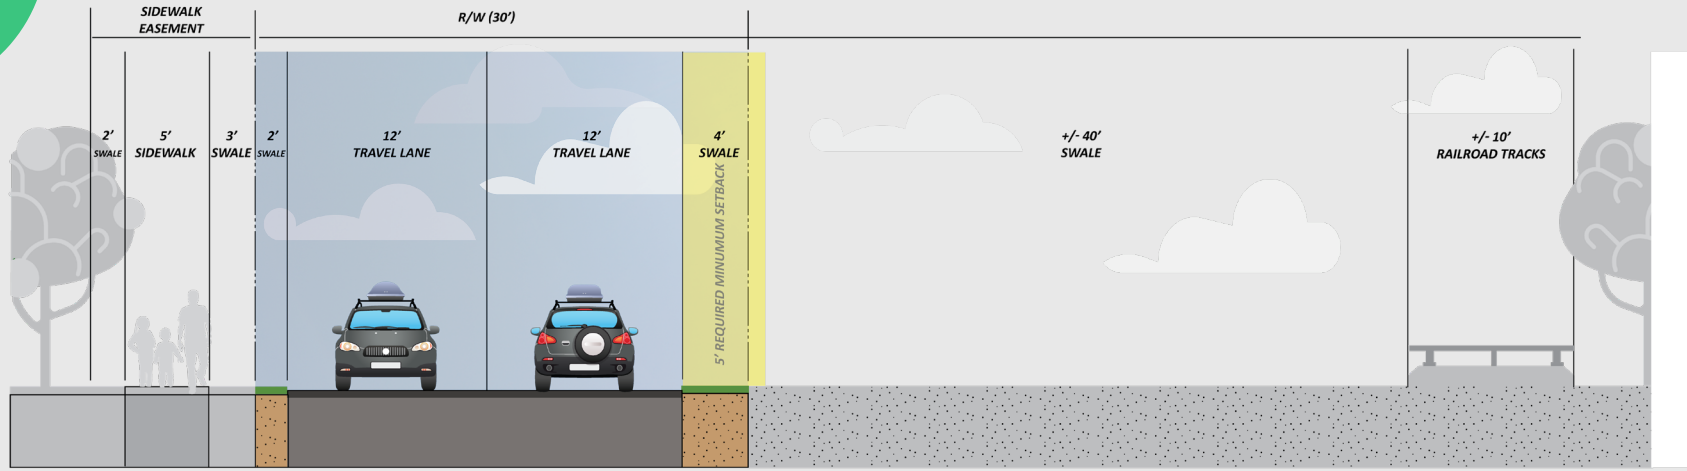 SIDEWALK
EASEMENT
R/W (30’)
2’
SWALE
5’
SIDEWALK
3’
SWALE
2’
SWALE
12’
TRAVEL LANE
12’
TRAVEL LANE
4’
SWALE
5’ REQUIRED MINUMUM SETBACK
+/- 40’
SWALE
+/- 10’
RAILROAD TRACKS